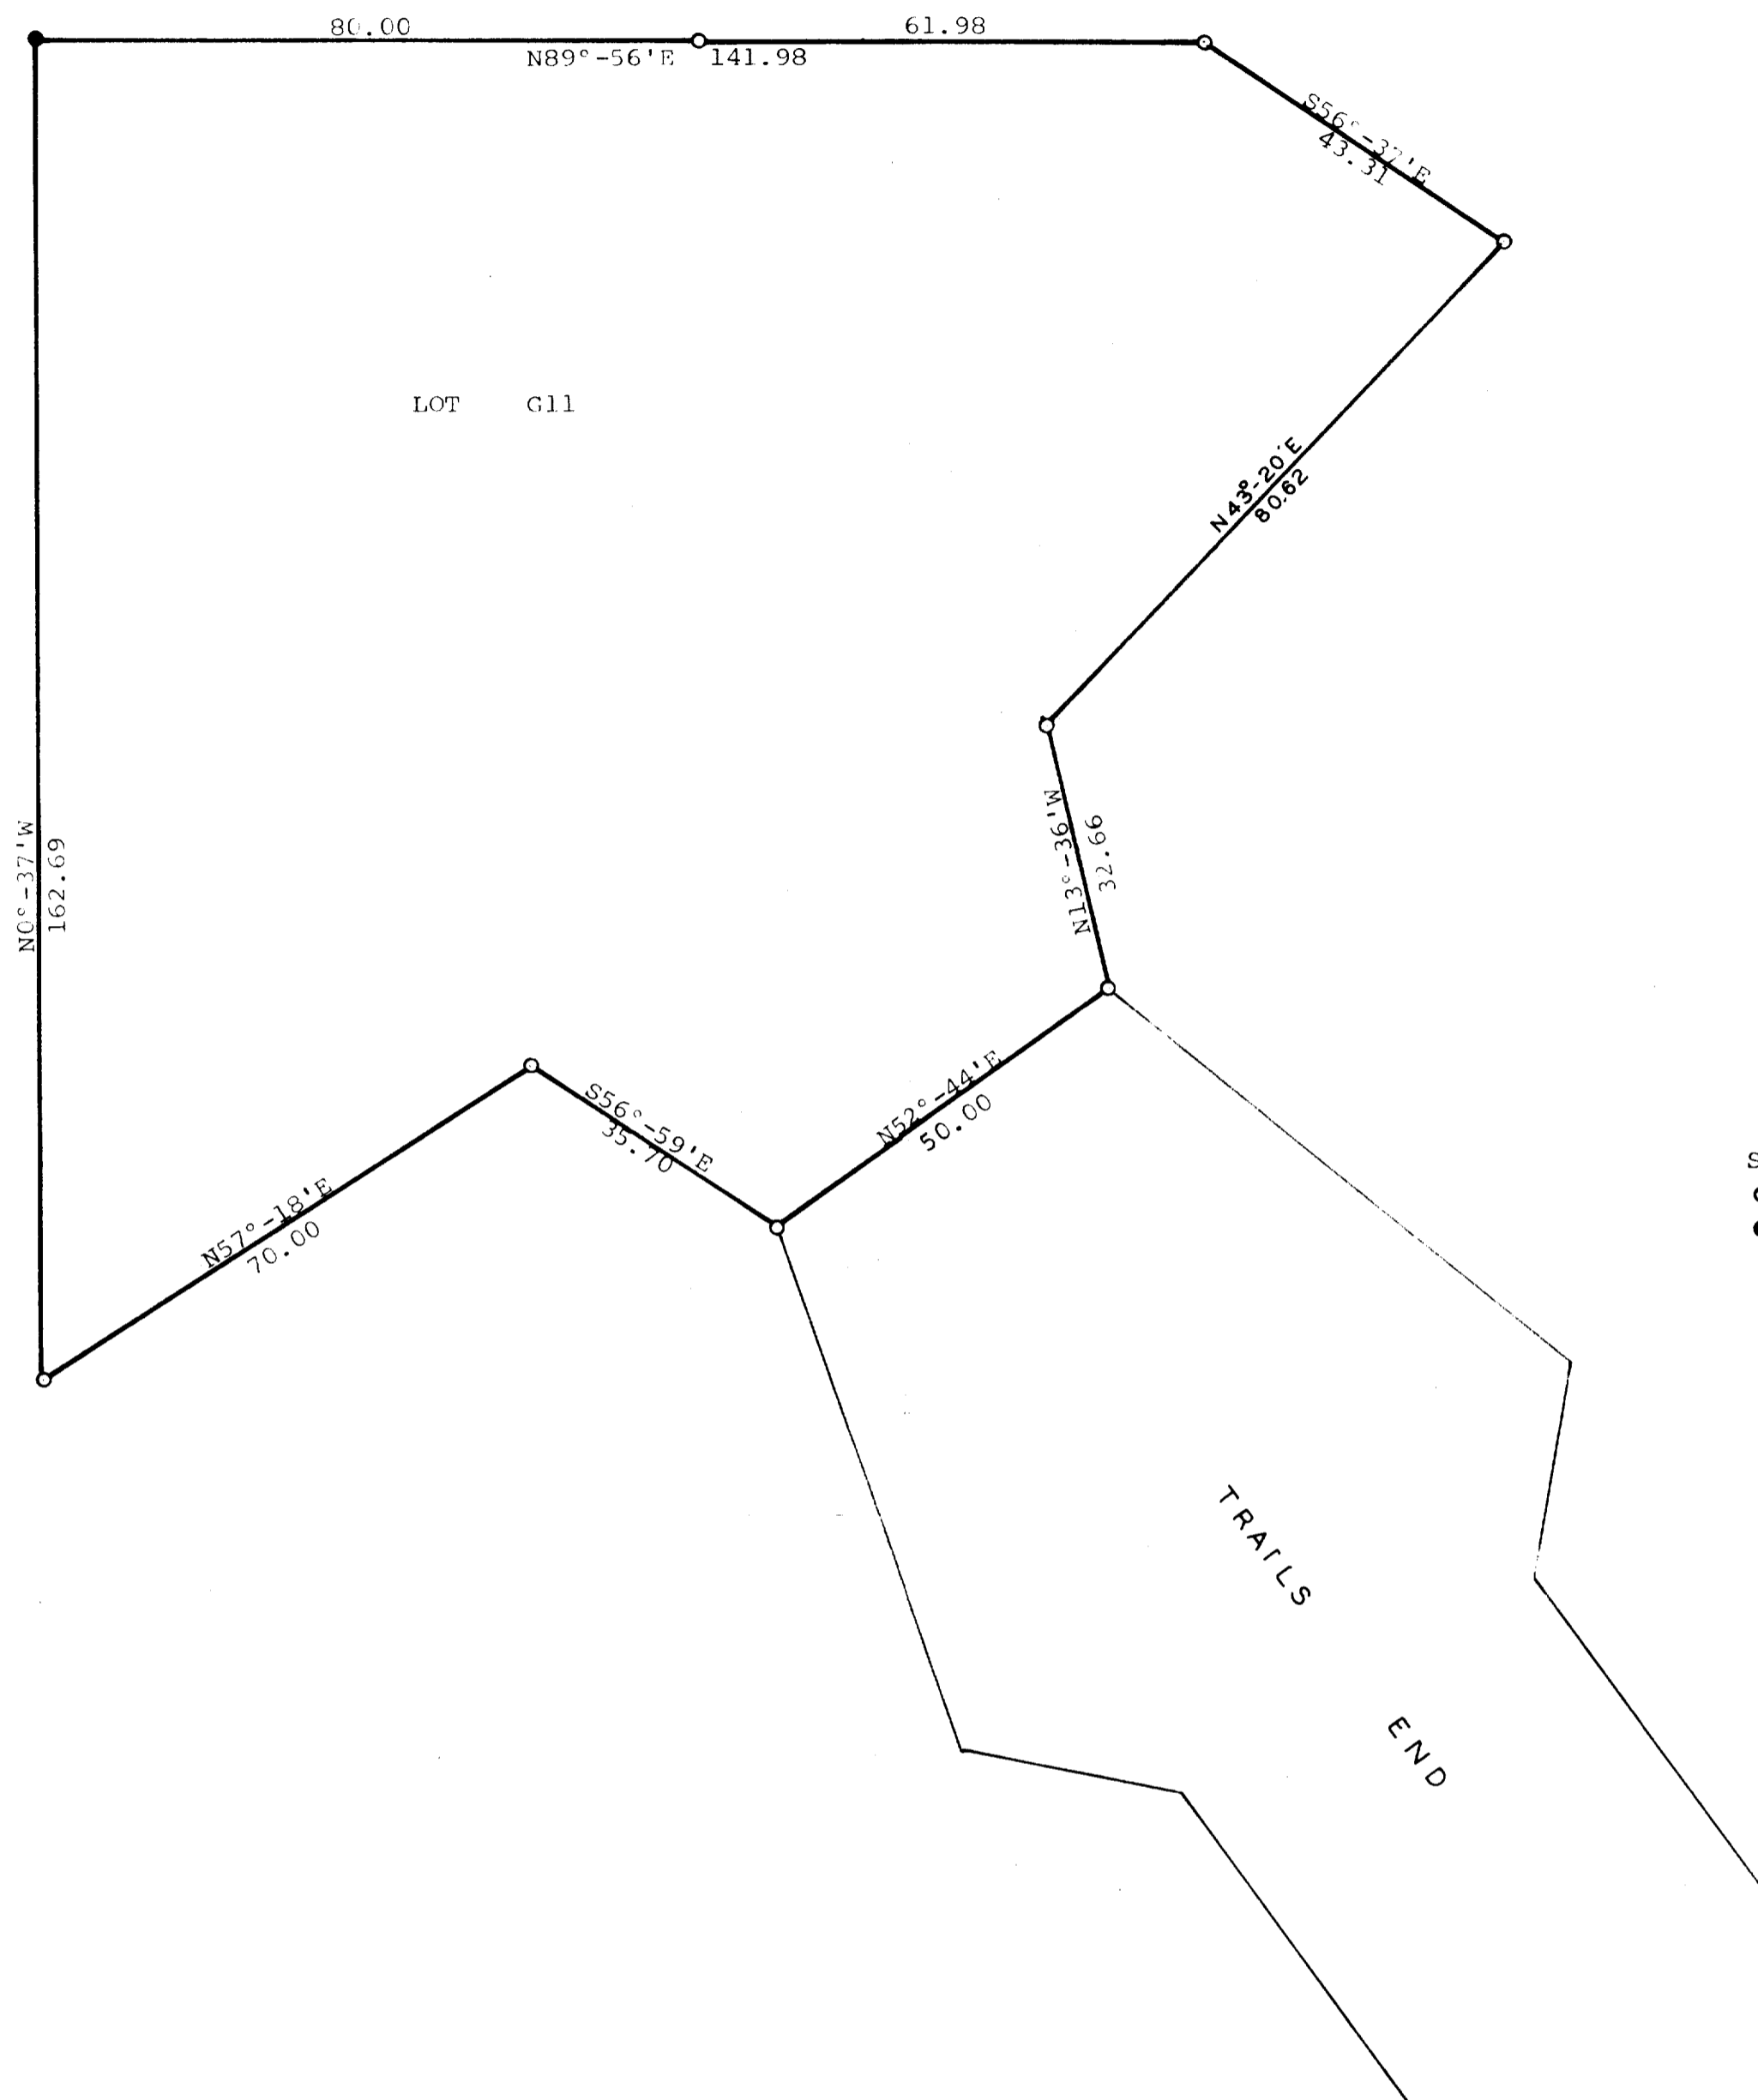 80.00
61.98
N89°-56'E 141.98
S56°-37'E
43.31
LOT G11
N43°-20'E
80.62
N0°-37'W
162.69
N13°-36'W
32.66
S56°-59'E
35.70
N52°-44'E
50.00
N57°-18'E
70.00
TRAILS
END